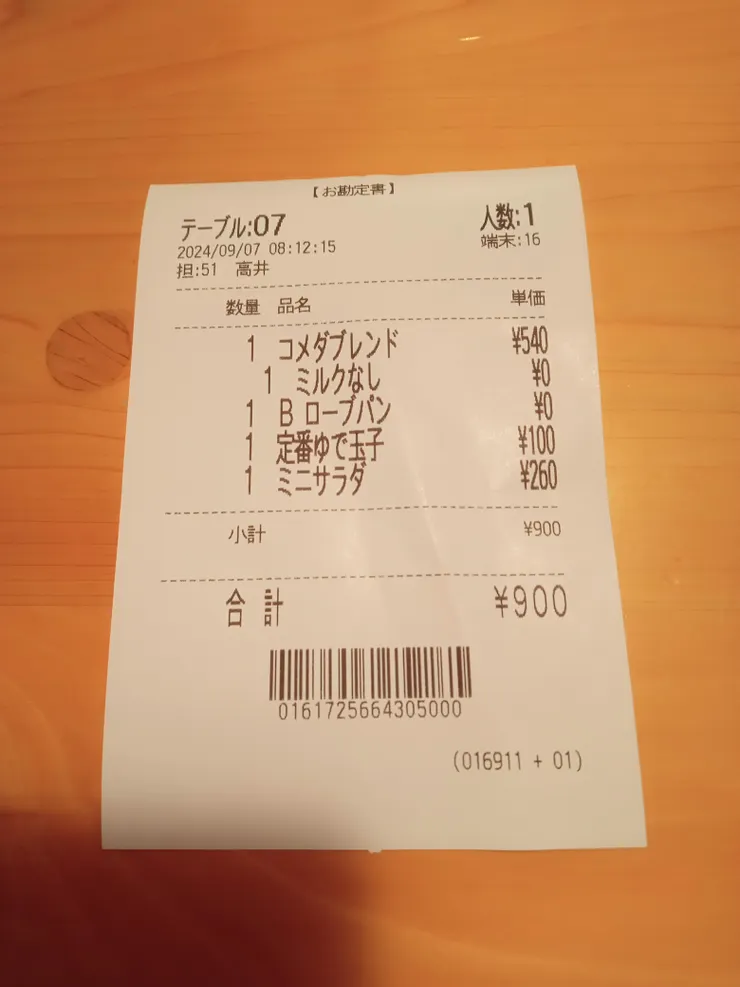 【お勘定書】
テーブル:07 人数:1
2024/09/07 08:12:15 端末:16
担:51 高井
数量 品名 単価
1 コメダブレンド ¥540
1 ミルクなし ¥0
1 B ローブパン ¥0
1 定番ゆで玉子 ¥100
1 ミニサラダ ¥260
小計 ¥900
合計 ¥900
0161725664305000
(016911 + 01)